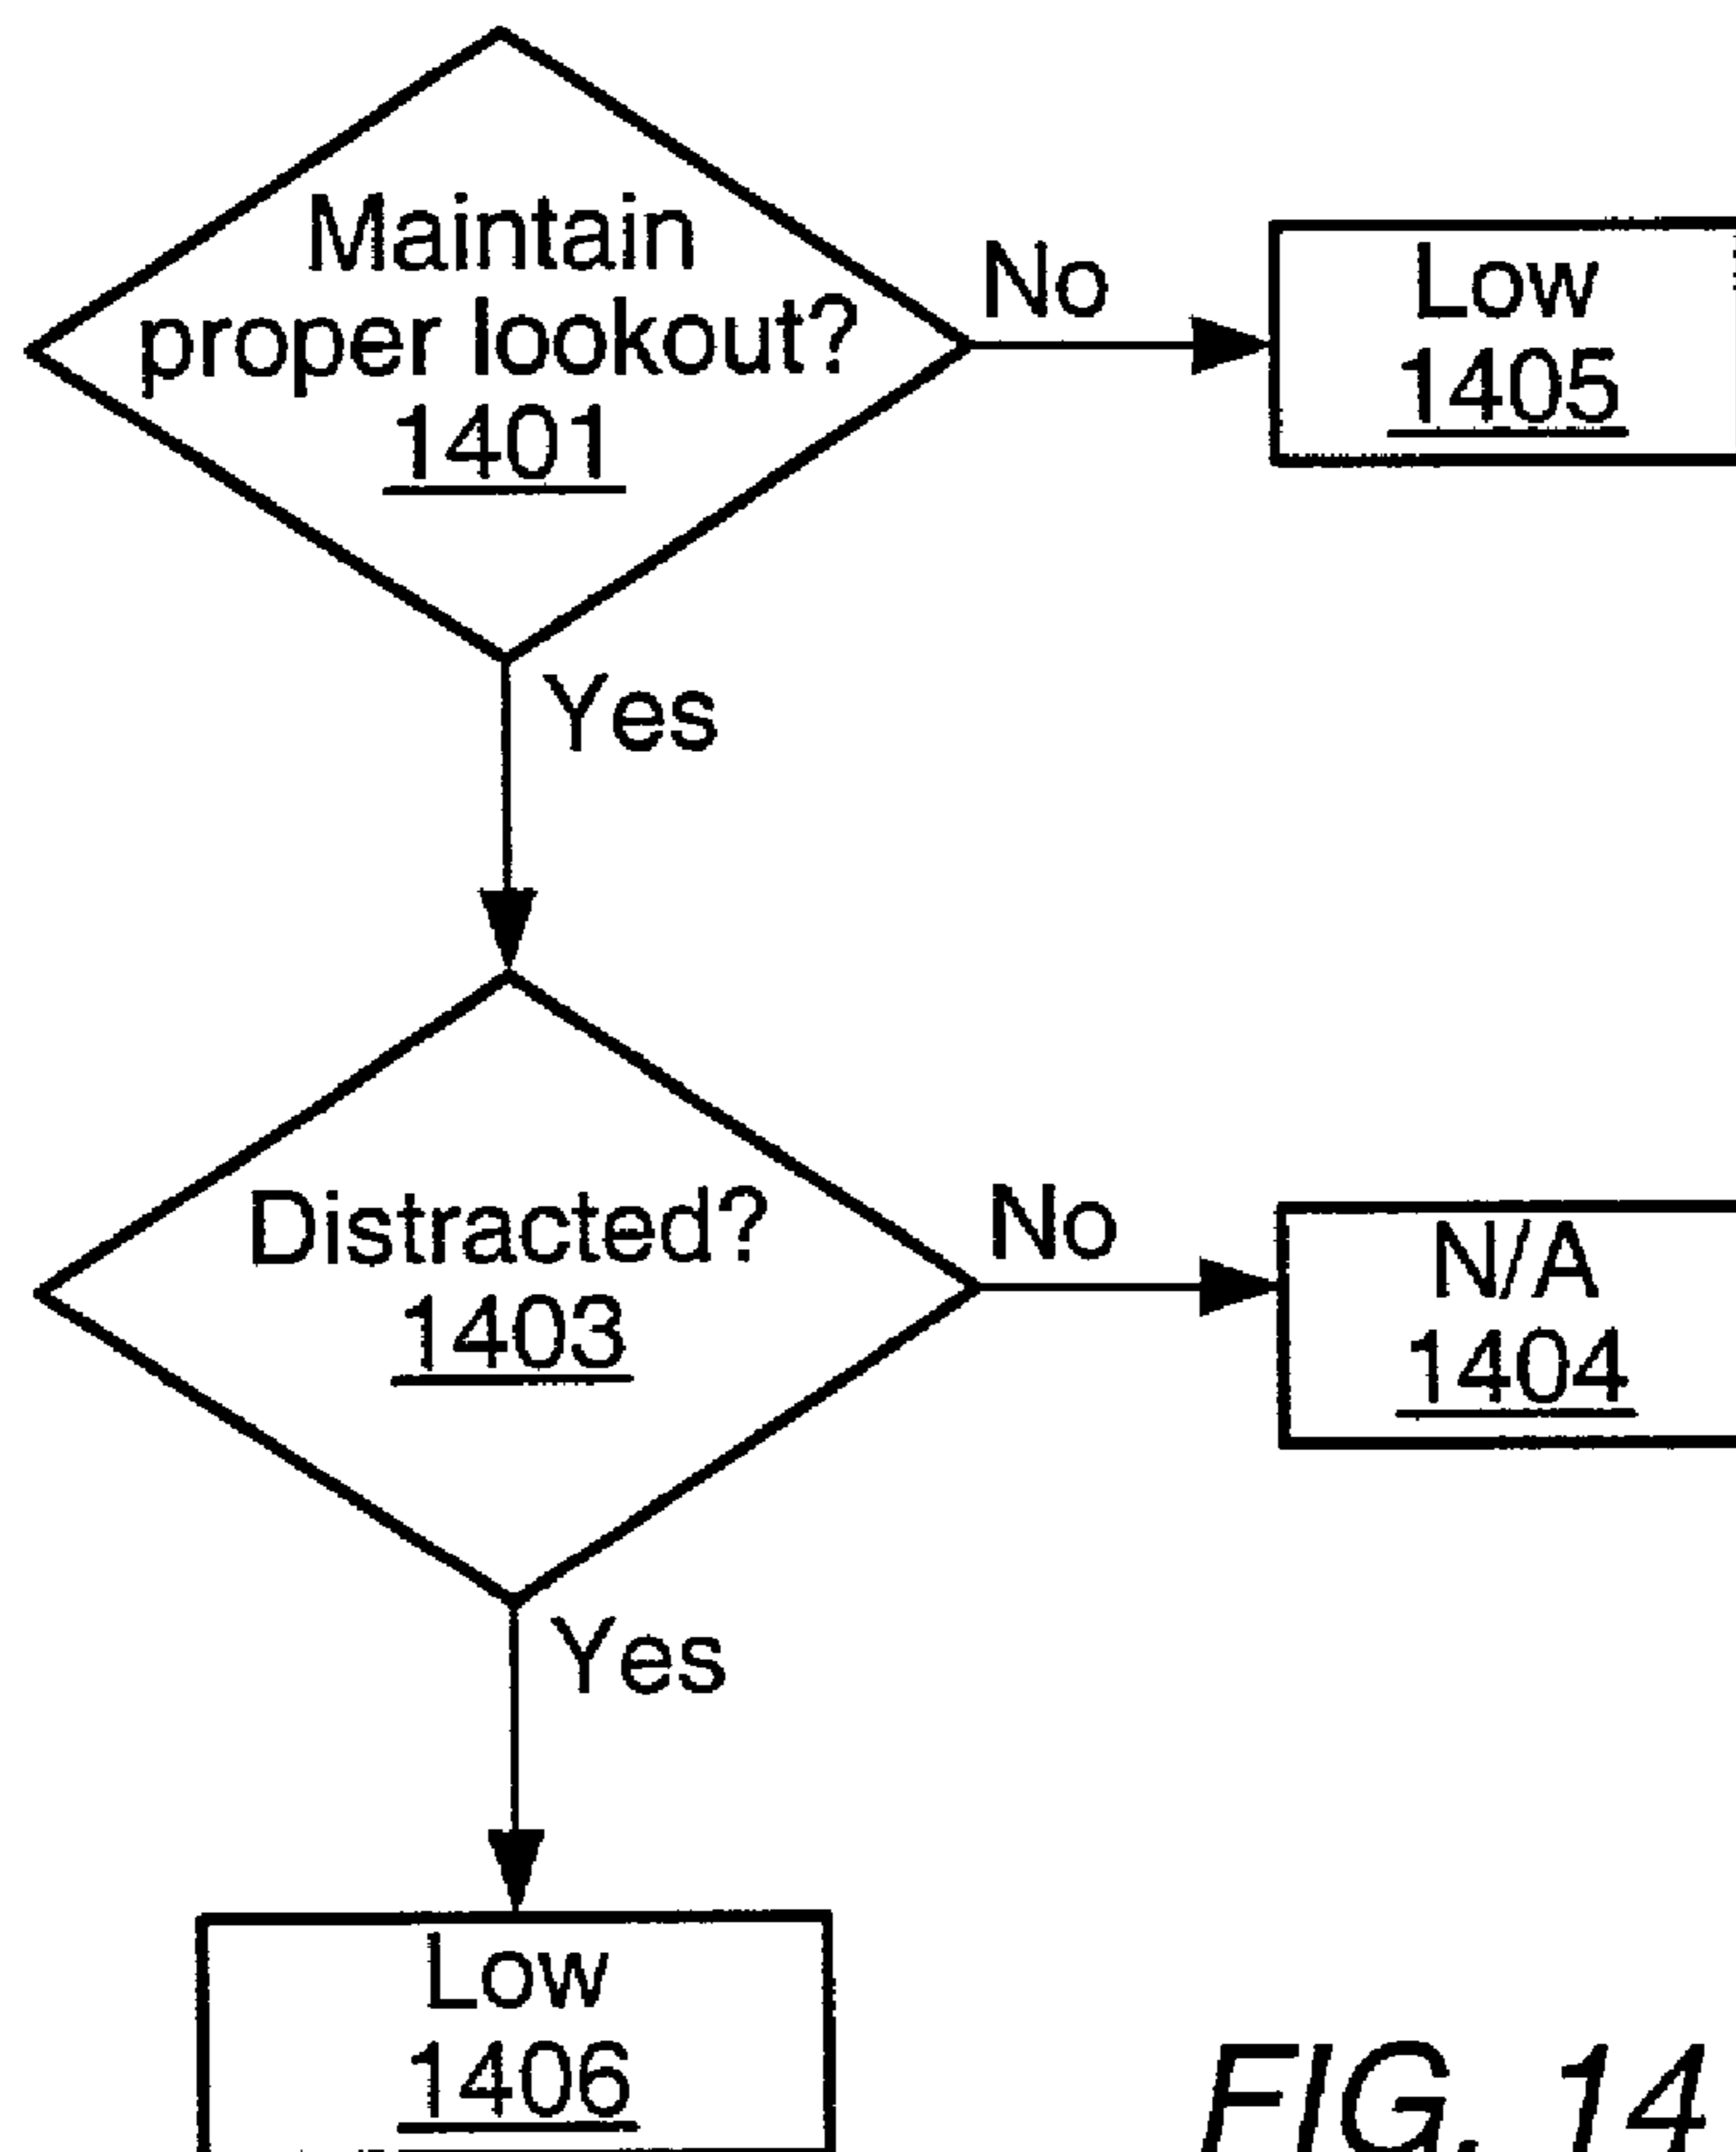 Maintain
proper lookout?
1401
No
Low
1405
Yes
Distracted?
1403
No
N/A
1404
Yes
Low
1406
FIG. 14